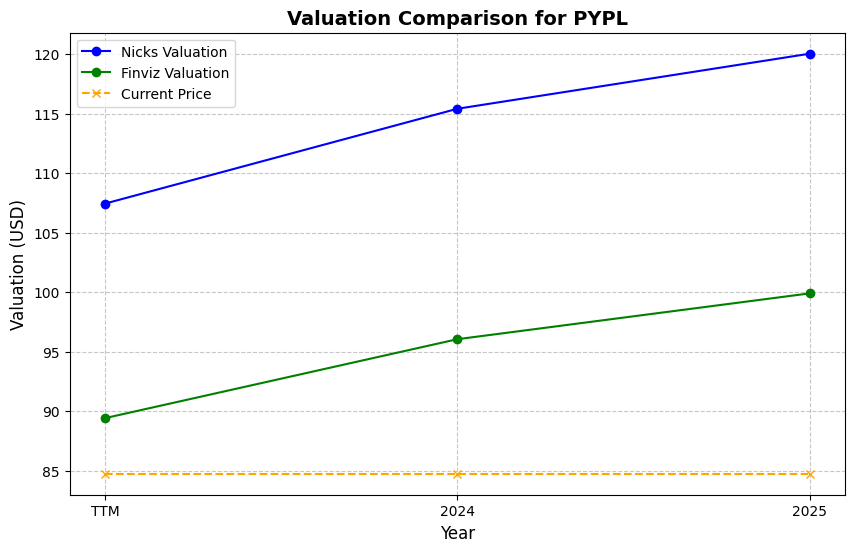 Valuation Comparison for PYPL
Nicks Valuation
Finviz Valuation
Current Price
Valuation (USD)
120
115
110
105
100
95
90
85
TTM
2024
2025
Year